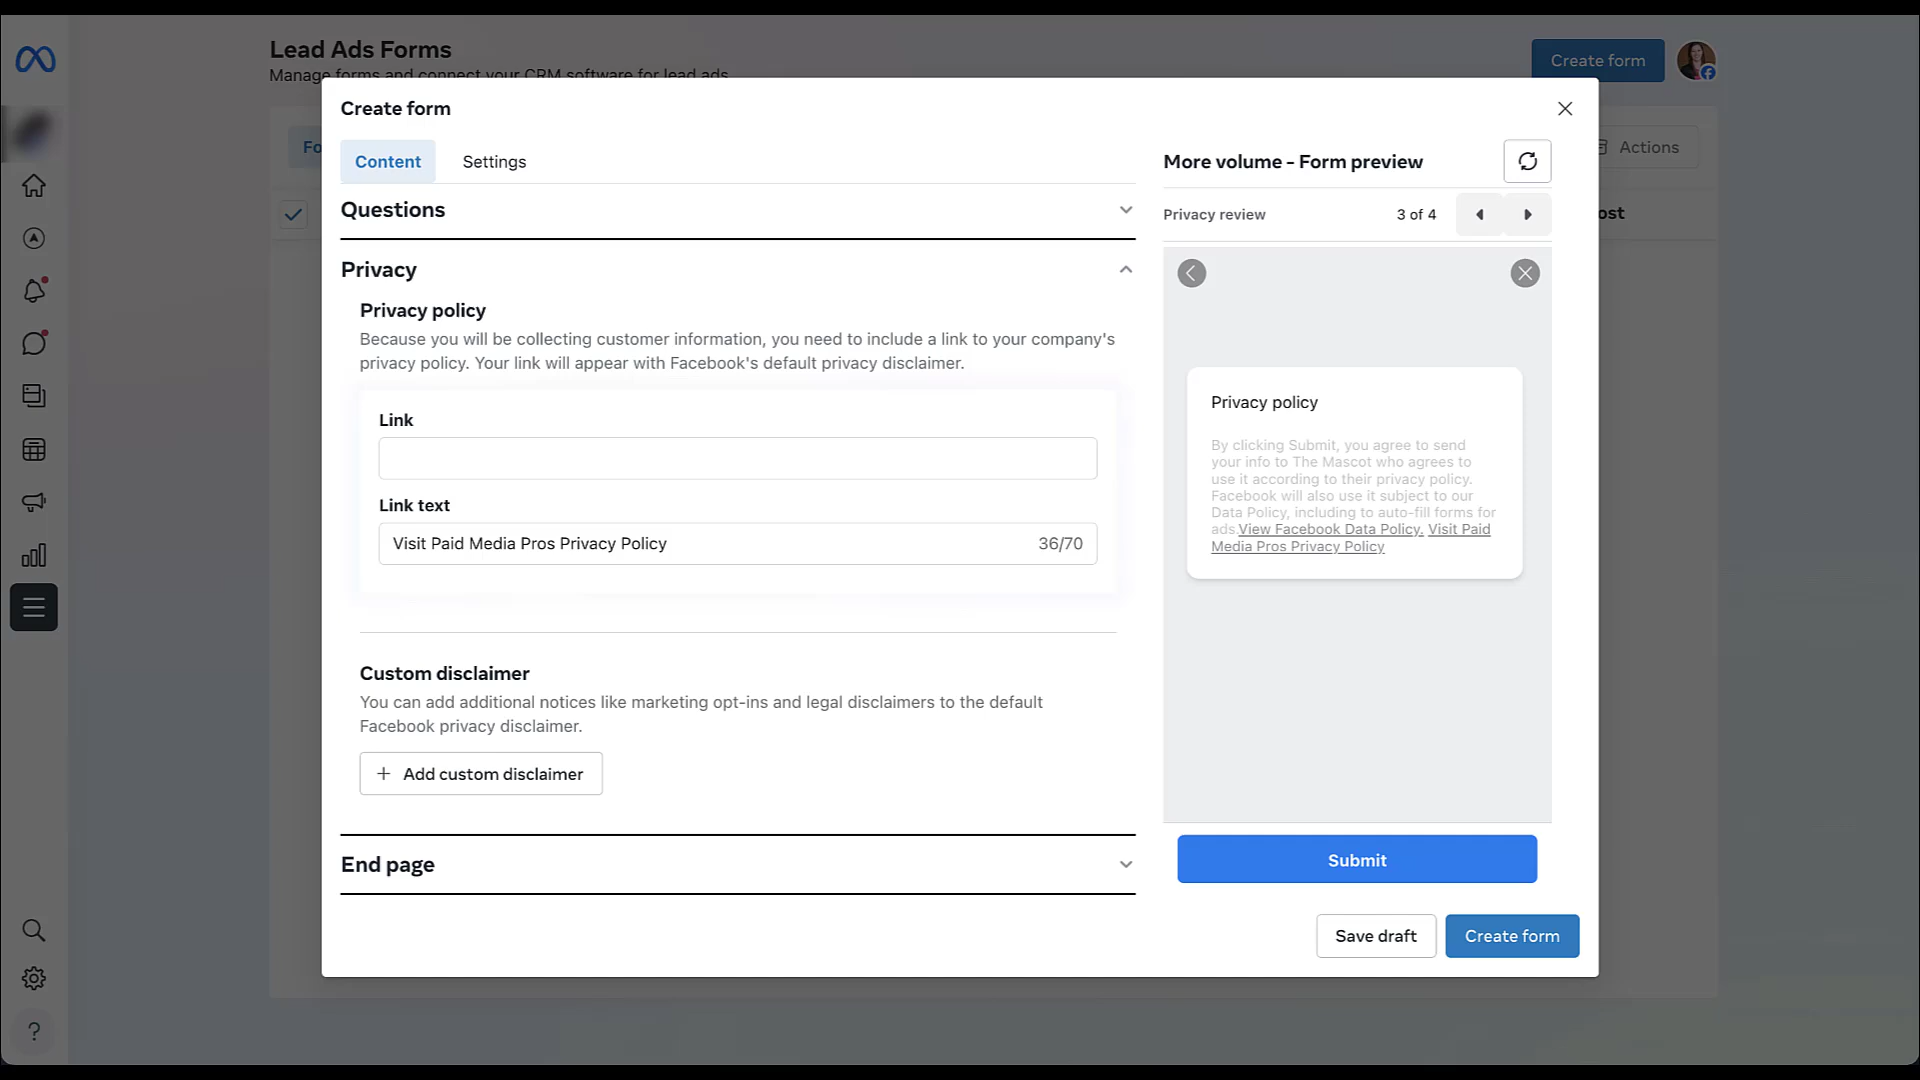 Lead Ads Forms
Manage forms and connect your CRM software for lead ads
Create form
Actions
Create form
Content
Settings
Questions
Privacy
Privacy policy
Because you will be collecting customer information, you need to include a link to your company's
privacy policy. Your link will appear with Facebook's default privacy disclaimer.
Link
Link text
Visit Paid Media Pros Privacy Policy
36/70
Custom disclaimer
You can add additional notices like marketing opt-ins and legal disclaimers to the default
Facebook privacy disclaimer.
+ Add custom disclaimer
End page
More volume - Form preview
Privacy review
3 of 4
Privacy policy
By clicking Submit, you agree to send
your info to The Mascot who agrees to
use it according to their privacy policy.
Facebook will also use it subject to our
Data Policy, including to auto-fill forms for
ads.View Facebook Data Policy. Visit Paid
Media Pros Privacy Policy
Submit
Save draft
Create form